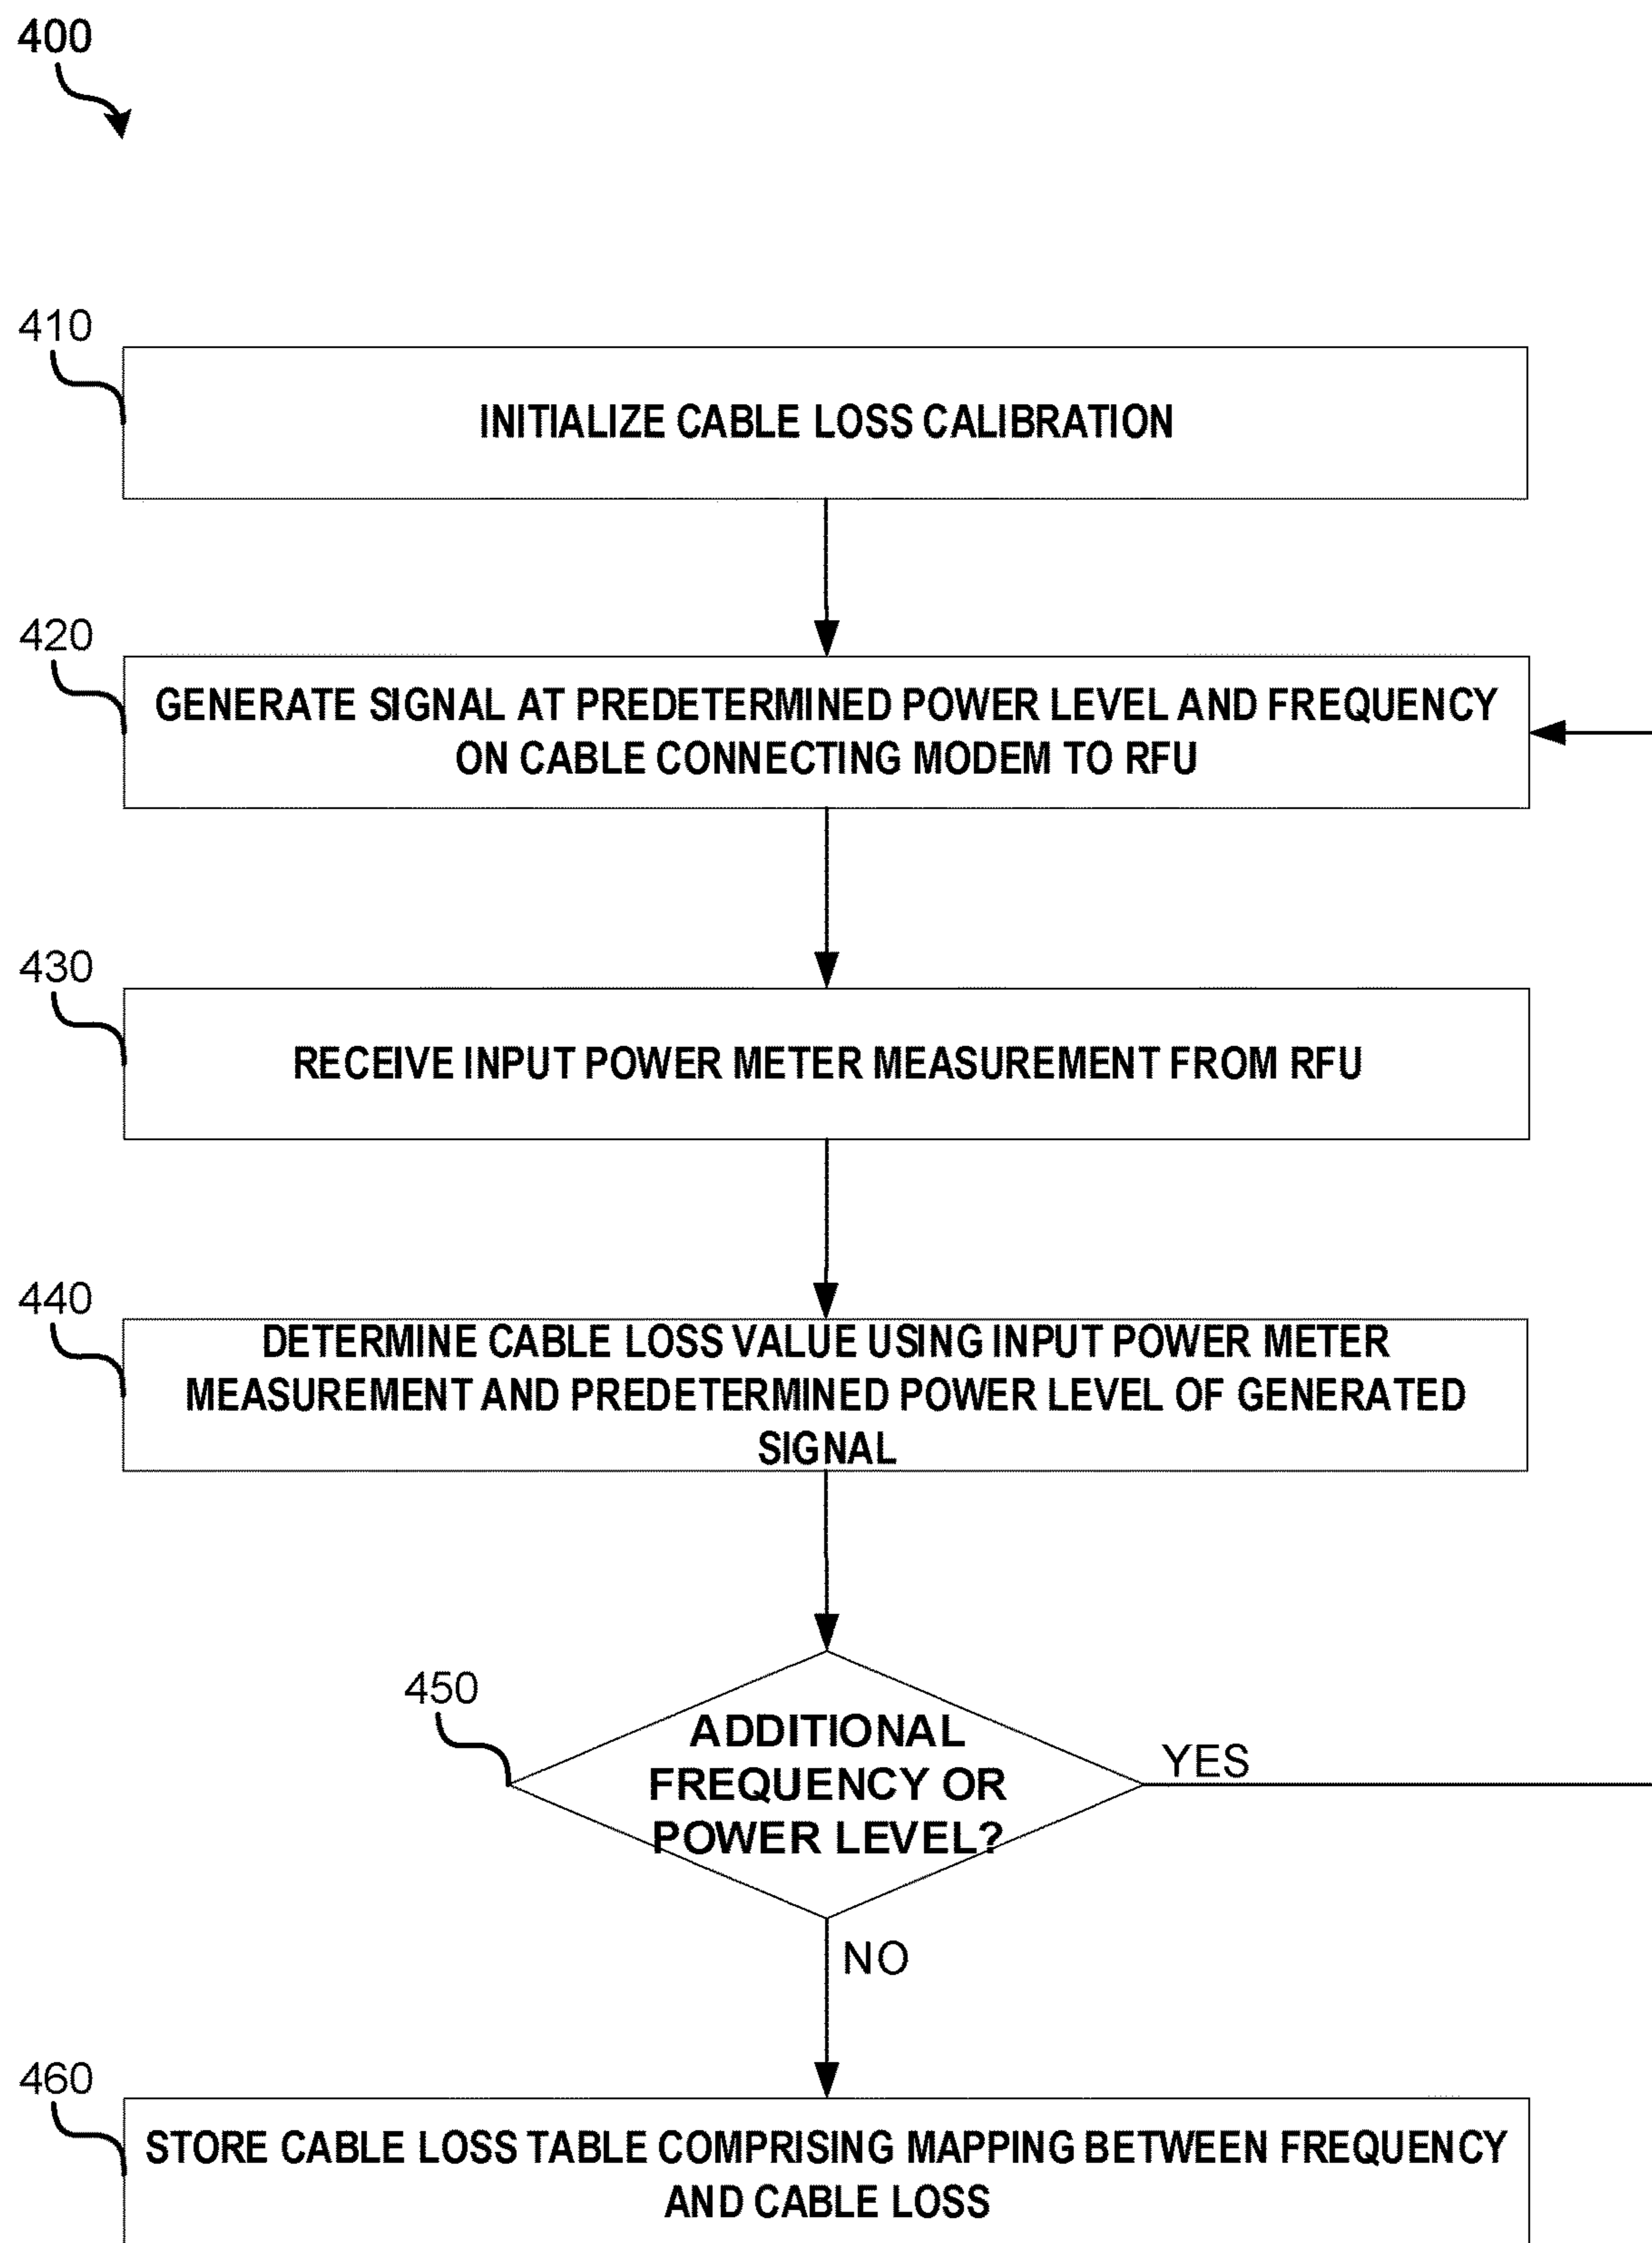 400
410
INITIALIZE CABLE LOSS CALIBRATION
420
GENERATE SIGNAL AT PREDETERMINED POWER LEVEL AND FREQUENCY
ON CABLE CONNECTING MODEM TO RFU
430
RECEIVE INPUT POWER METER MEASUREMENT FROM RFU
440
DETERMINE CABLE LOSS VALUE USING INPUT POWER METER
MEASUREMENT AND PREDETERMINED POWER LEVEL OF GENERATED
SIGNAL
450
ADDITIONAL
FREQUENCY OR
POWER LEVEL?
YES
NO
460
STORE CABLE LOSS TABLE COMPRISING MAPPING BETWEEN FREQUENCY
AND CABLE LOSS